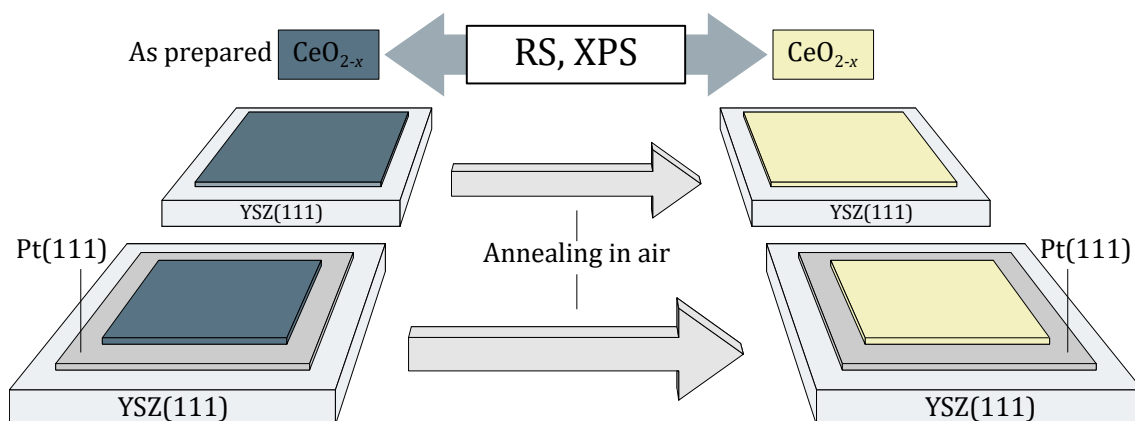 As prepared CeO₂₋ₓ RS, XPS CeO₂₋ₓ
YSZ(111) YSZ(111)
Pt(111) Annealing in air Pt(111)
YSZ(111) YSZ(111)